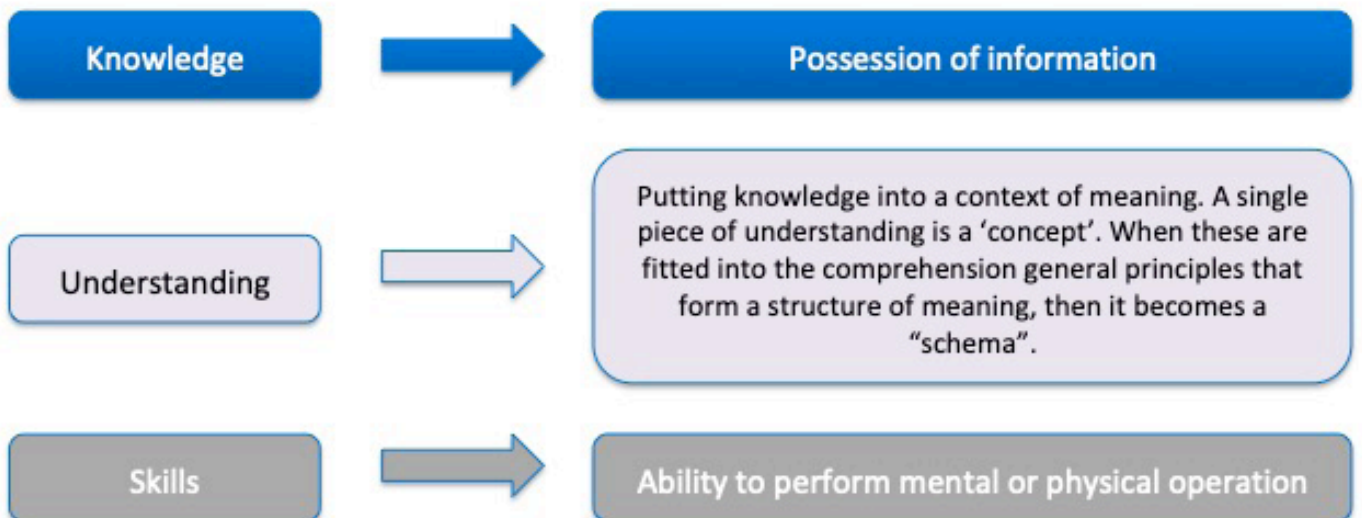 Knowledge
Possession of information
Putting knowledge into a context of meaning. A single
piece of understanding is a ‘concept’. When these are
fitted into the comprehension general principles that
form a structure of meaning, then it becomes a
“schema”.
Understanding
Skills
Ability to perform mental or physical operation